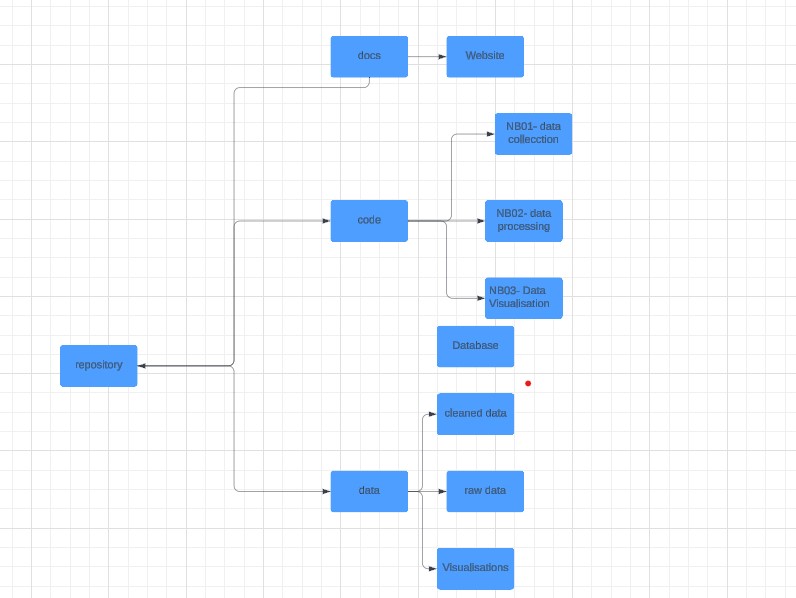 docs
Website
NB01- data
collecction
code
NB02- data
processing
NB03- Data
Visualisation
Database
repository
cleaned data
data
raw data
Visualisations